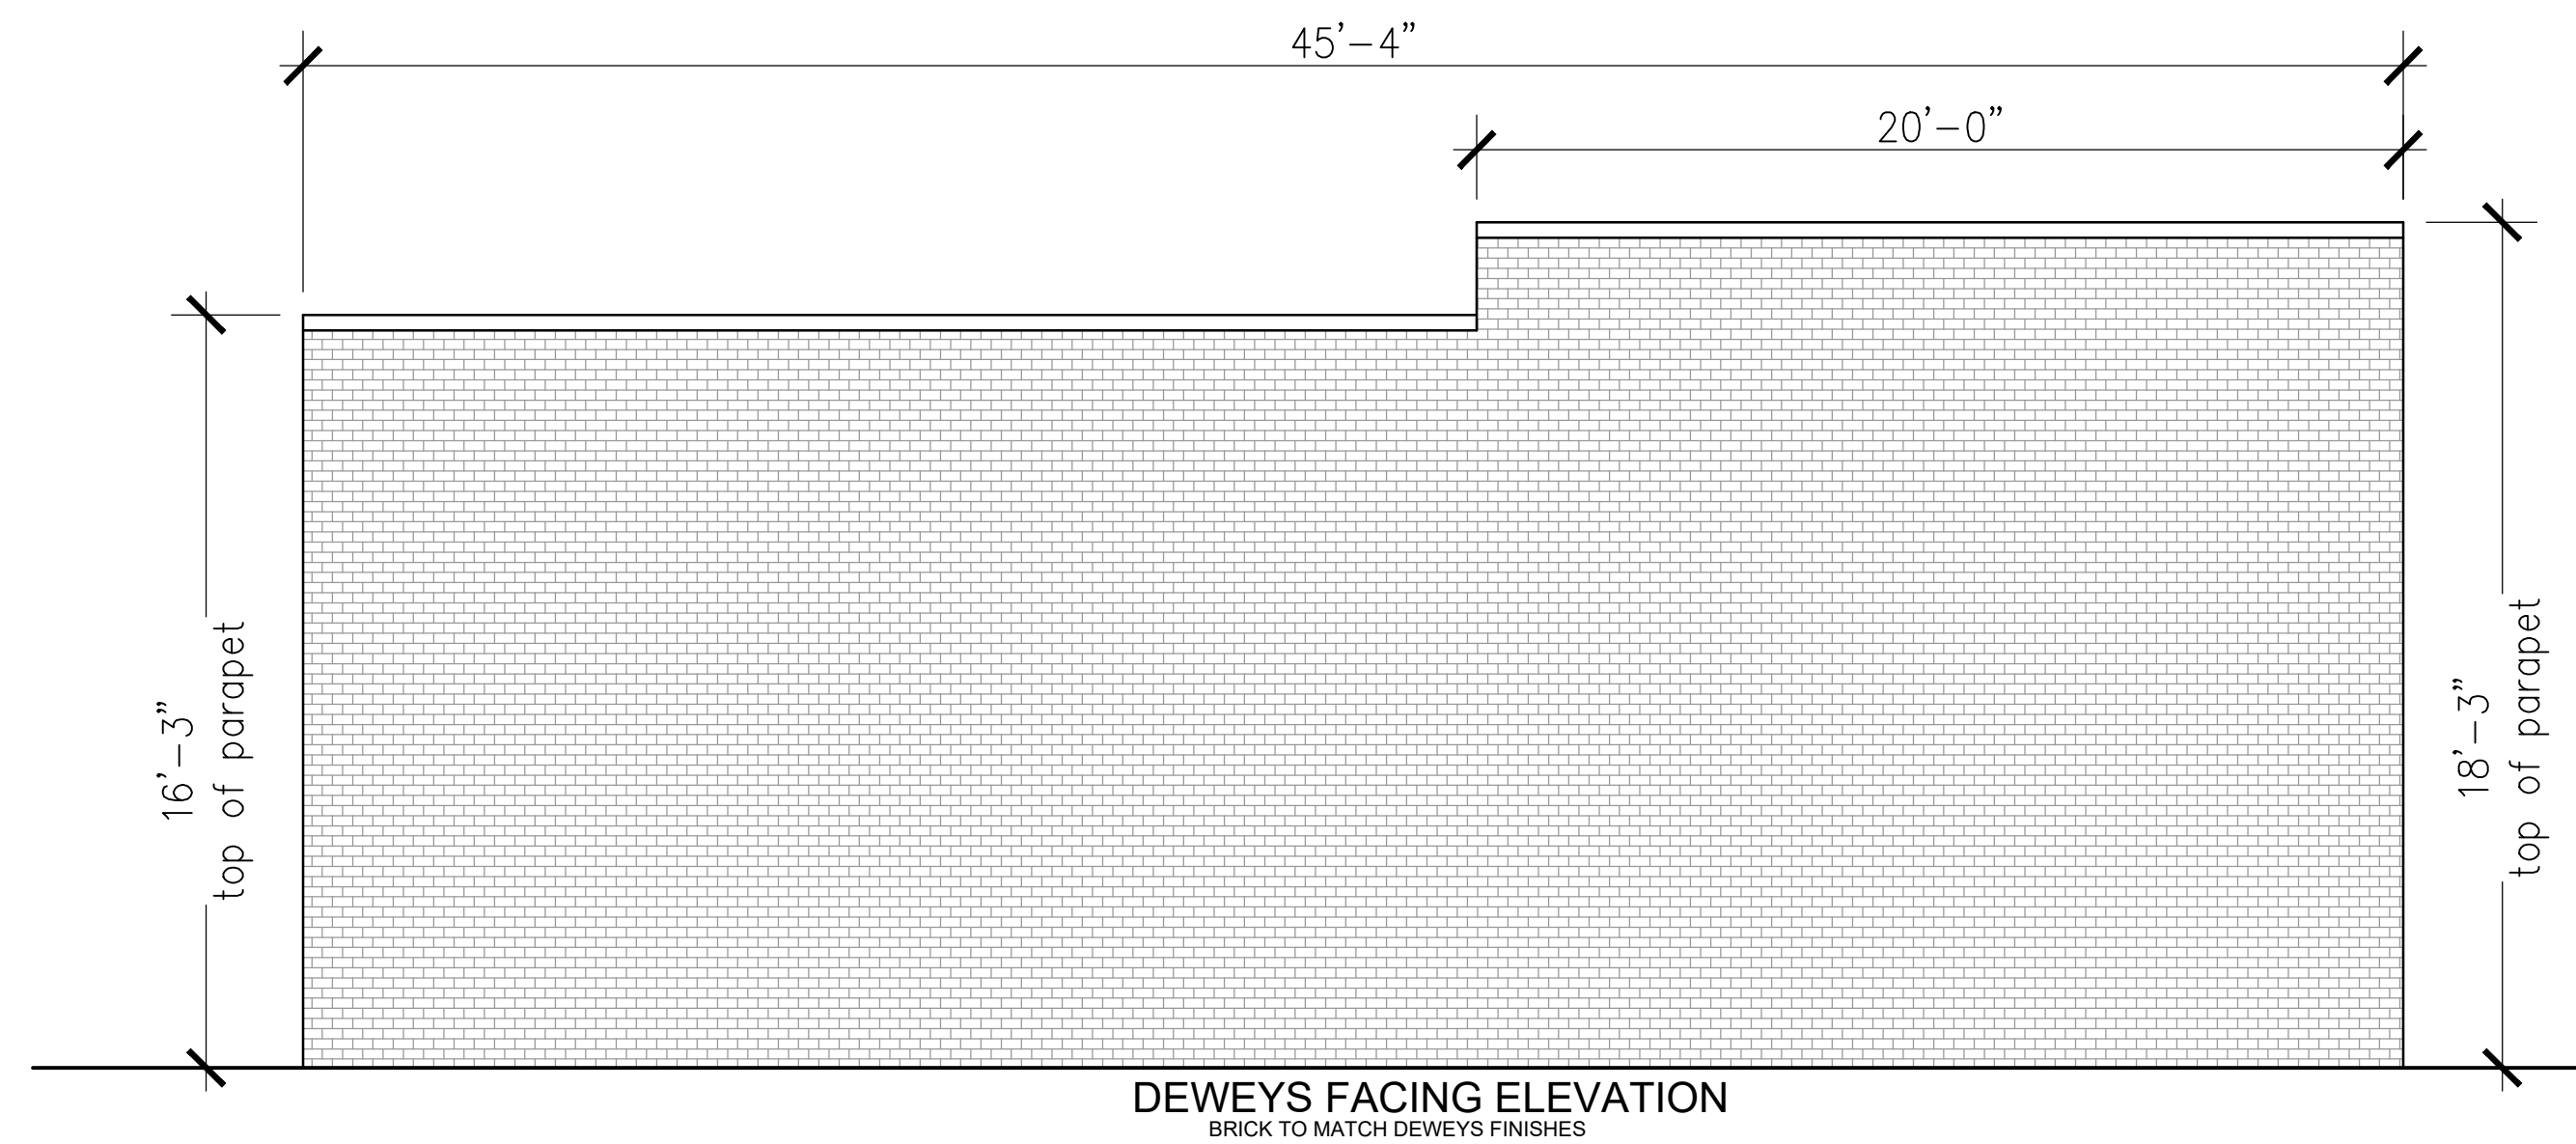 45'-4"
20'-0"
16'-3"
top of parapet
18'-3"
top of parapet
DEWEYS FACING ELEVATION
BRICK TO MATCH DEWEYS FINISHES